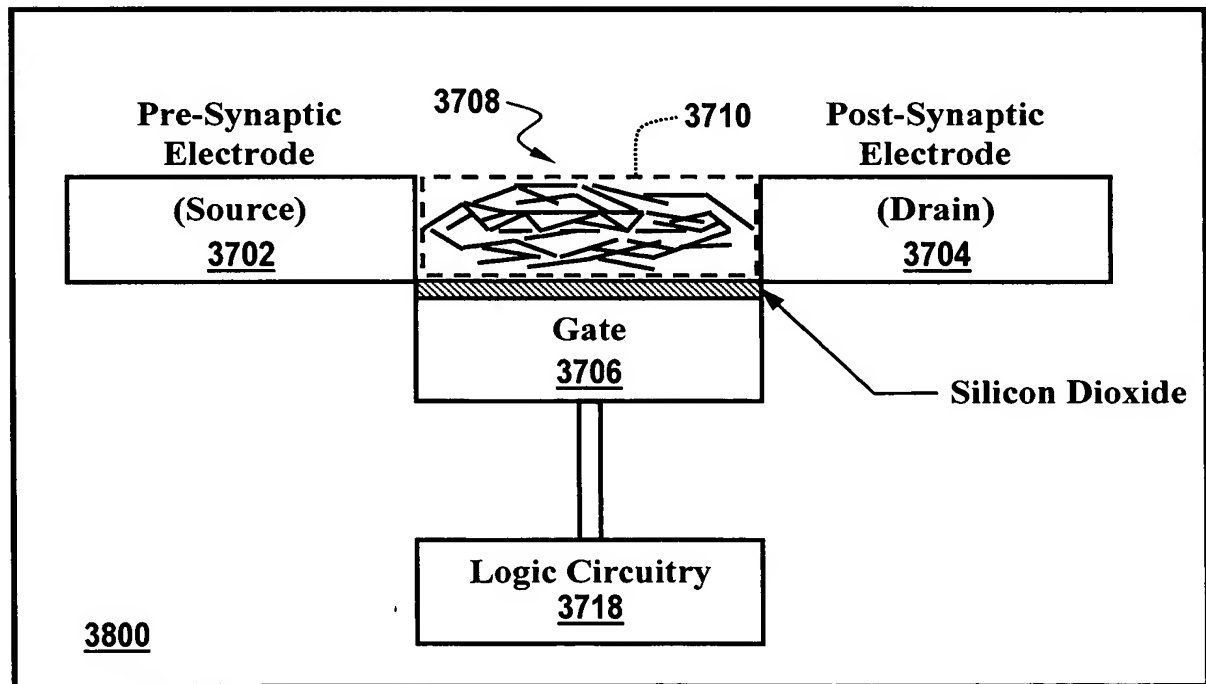 3708
3710
Pre-Synaptic
Electrode
Post-Synaptic
Electrode
(Source)
3702
(Drain)
3704
Gate
3706
Silicon Dioxide
Logic Circuitry
3718
3800